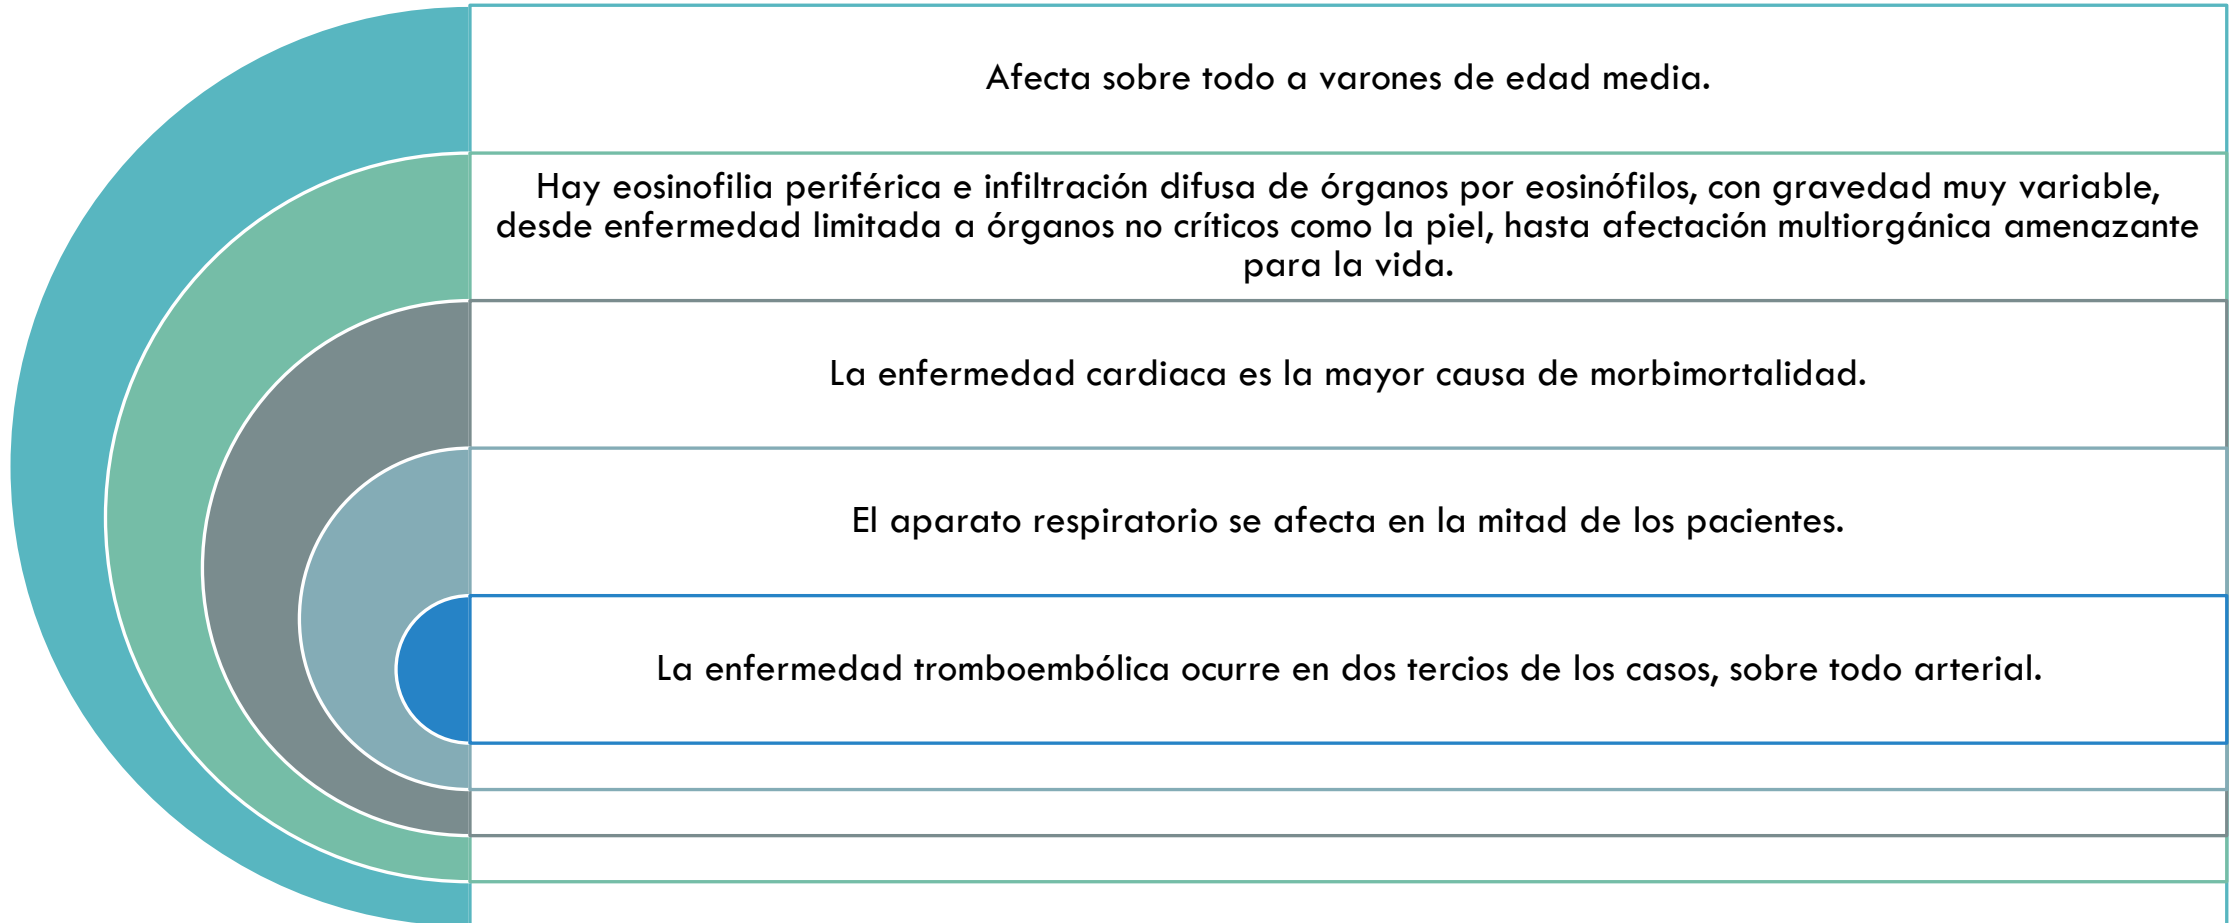 Afecta sobre todo a varones de edad media.
Hay eosinofilia periférica e infiltración difusa de órganos por eosinófilos, con gravedad muy variable,
desde enfermedad limitada a órganos no críticos como la piel, hasta afectación multiorgánica amenazante
para la vida.
La enfermedad cardiaca es la mayor causa de morbimortalidad.
El aparato respiratorio se afecta en la mitad de los pacientes.
La enfermedad tromboembólica ocurre en dos tercios de los casos, sobre todo arterial.